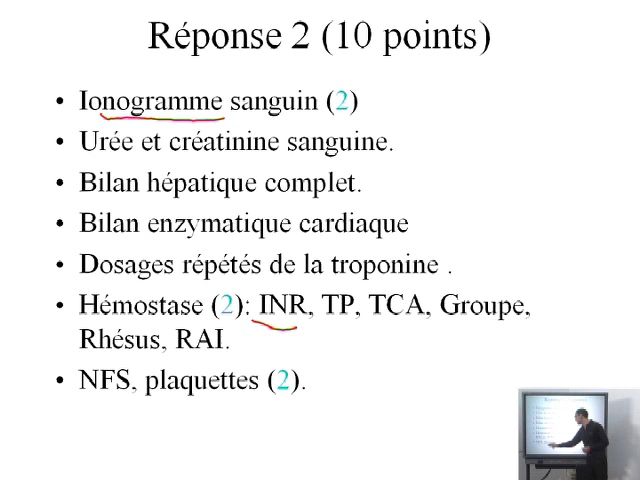 Réponse 2 (10 points)
• Ionogramme sanguin (2)
• Urée et créatinine sanguine.
• Bilan hépatique complet.
• Bilan enzymatique cardiaque
• Dosages répétés de la troponine .
• Hémostase (2): INR, TP, TCA, Groupe,
Rhésus, RAI.
• NFS, plaquettes (2).